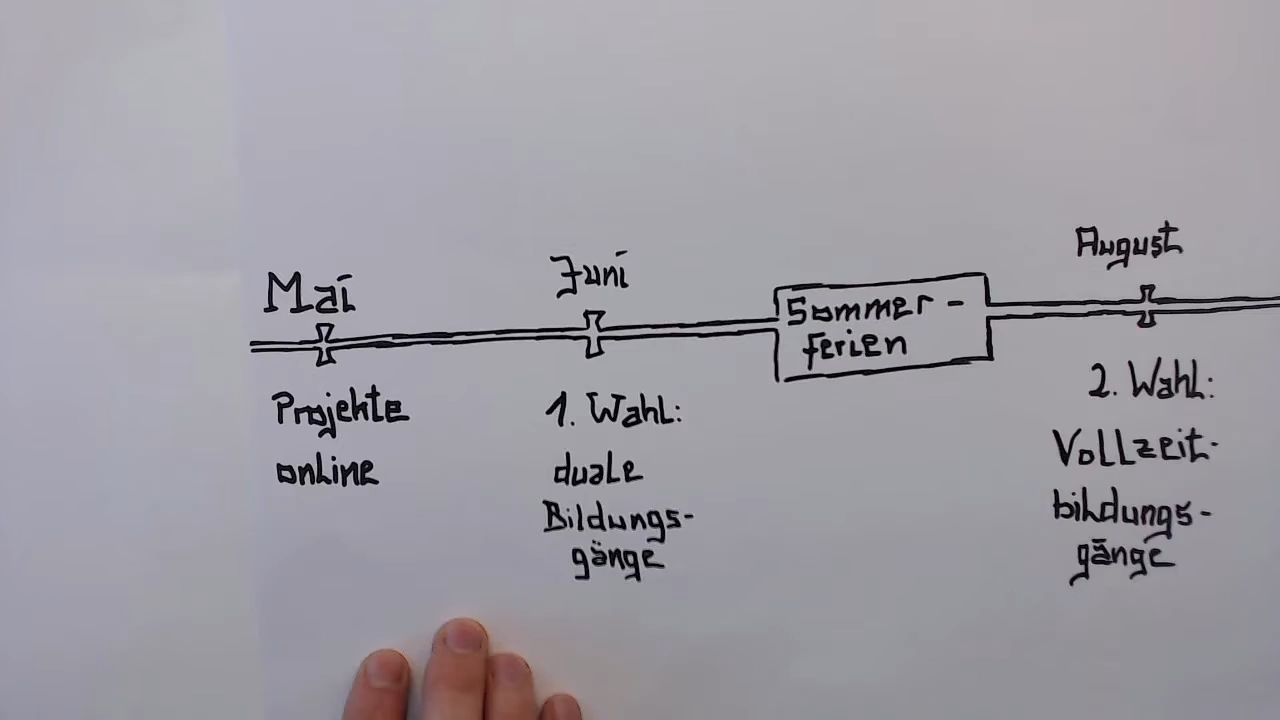 Mai
Projekte
online
Juni
1. Wahl:
duale
Bildungs-
gänge
Sommer-
ferien
August
2. Wahl:
Vollzeit-
bildungs-
gänge